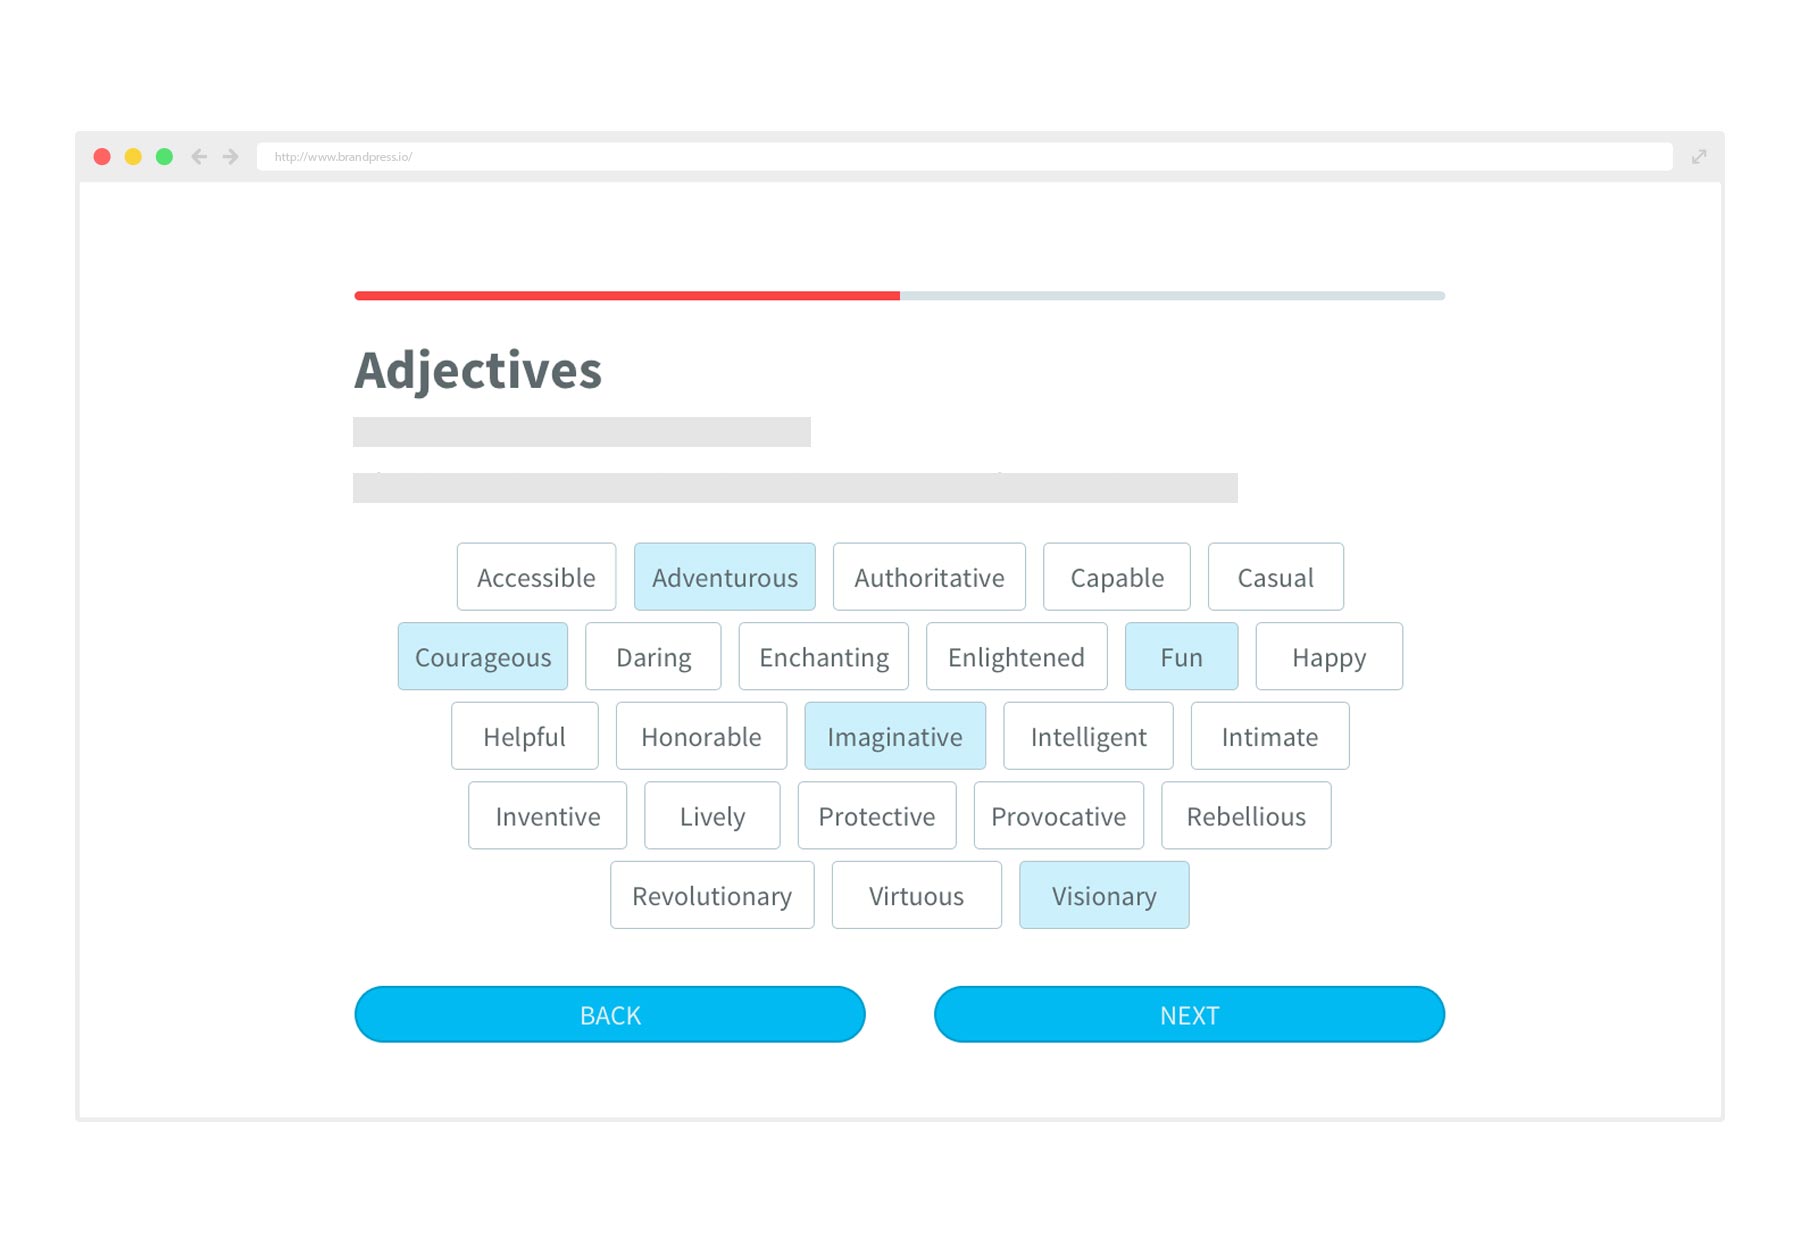 http://www.brandpress.io/
Adjectives
Accessible Adventurous Authoritative Capable Casual
Courageous Daring Enchanting Enlightened Fun Happy
Helpful Honorable Imaginative Intelligent Intimate
Inventive Lively Protective Provocative Rebellious
Revolutionary Virtuous Visionary
BACK NEXT